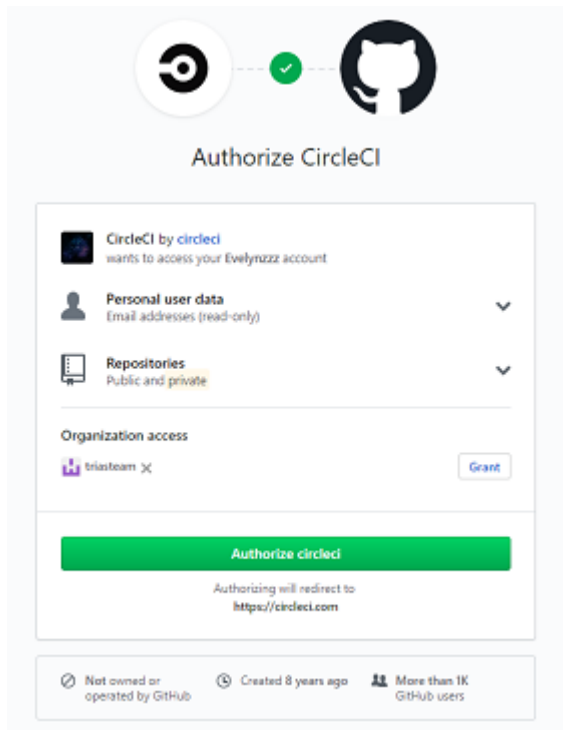 Authorize CircleCI
CircleCI by circleci
wants to access your Evelynzzz account
Personal user data
Email addresses (read-only)
Repositories
Public and private
Organization access
triasteam
Grant
Authorize circleci
Authorizing will redirect to
https://circleci.com
Not owned or
operated by GitHub
Created 8 years ago
More than 1K
GitHub users